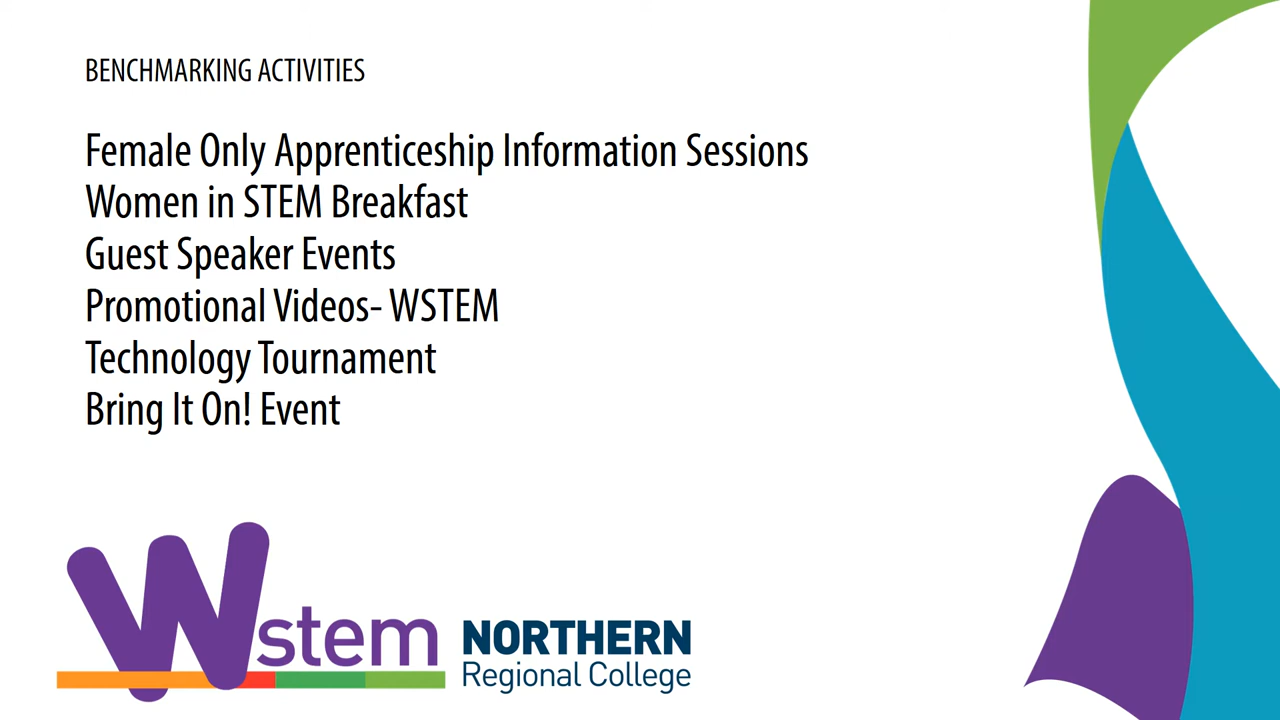 BENCHMARKING ACTIVITIES
Female Only Apprenticeship Information Sessions
Women in STEM Breakfast
Guest Speaker Events
Promotional Videos- WSTEM
Technology Tournament
Bring It On! Event
Wstem
NORTHERN
Regional College